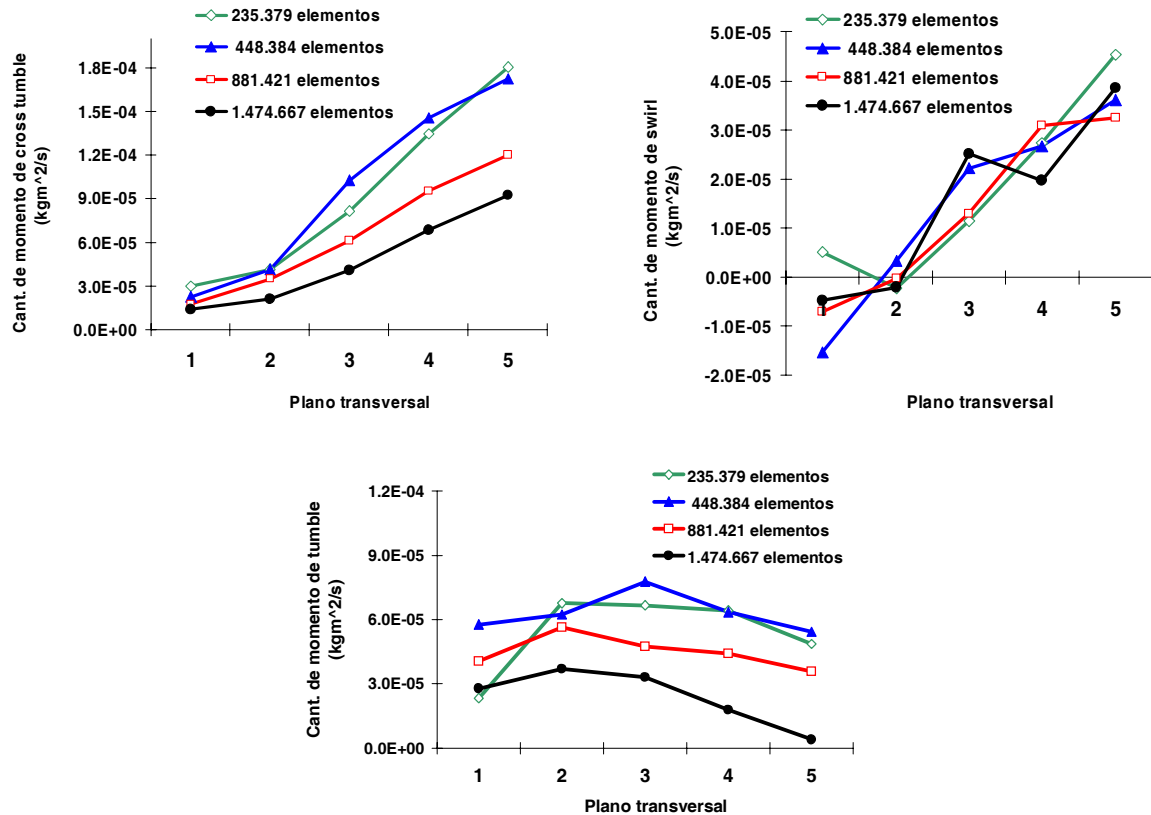 235.379 elementos
448.384 elementos
881.421 elementos
1.474.667 elementos
Cant. de momento de cross tumble
(kgm^2/s)
1.8E-04
1.5E-04
1.2E-04
9.0E-05
6.0E-05
3.0E-05
0.0E+00
1 2 3 4 5
Plano transversal
235.379 elementos
448.384 elementos
881.421 elementos
1.474.667 elementos
Cant. de momento de swirl
(kgm^2/s)
5.0E-05
4.0E-05
3.0E-05
2.0E-05
1.0E-05
0.0E+00
-1.0E-05
-2.0E-05
1 2 3 4 5
Plano transversal
235.379 elementos
448.384 elementos
881.421 elementos
1.474.667 elementos
Cant. de momento de tumble
(kgm^2/s)
1.2E-04
9.0E-05
6.0E-05
3.0E-05
0.0E+00
1 2 3 4 5
Plano transversal